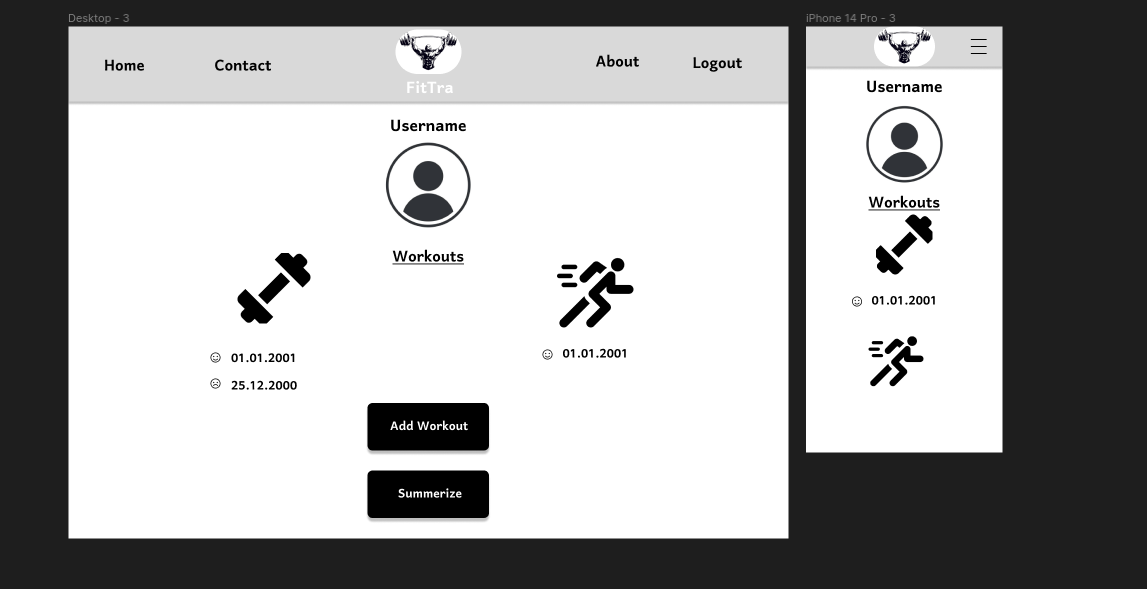 Desktop - 3
Home
Contact
FitTra
About
Logout
Username
Workouts
01.01.2001
25.12.2000
01.01.2001
Add Workout
Summerize
iPhone 14 Pro - 3
Username
Workouts
01.01.2001